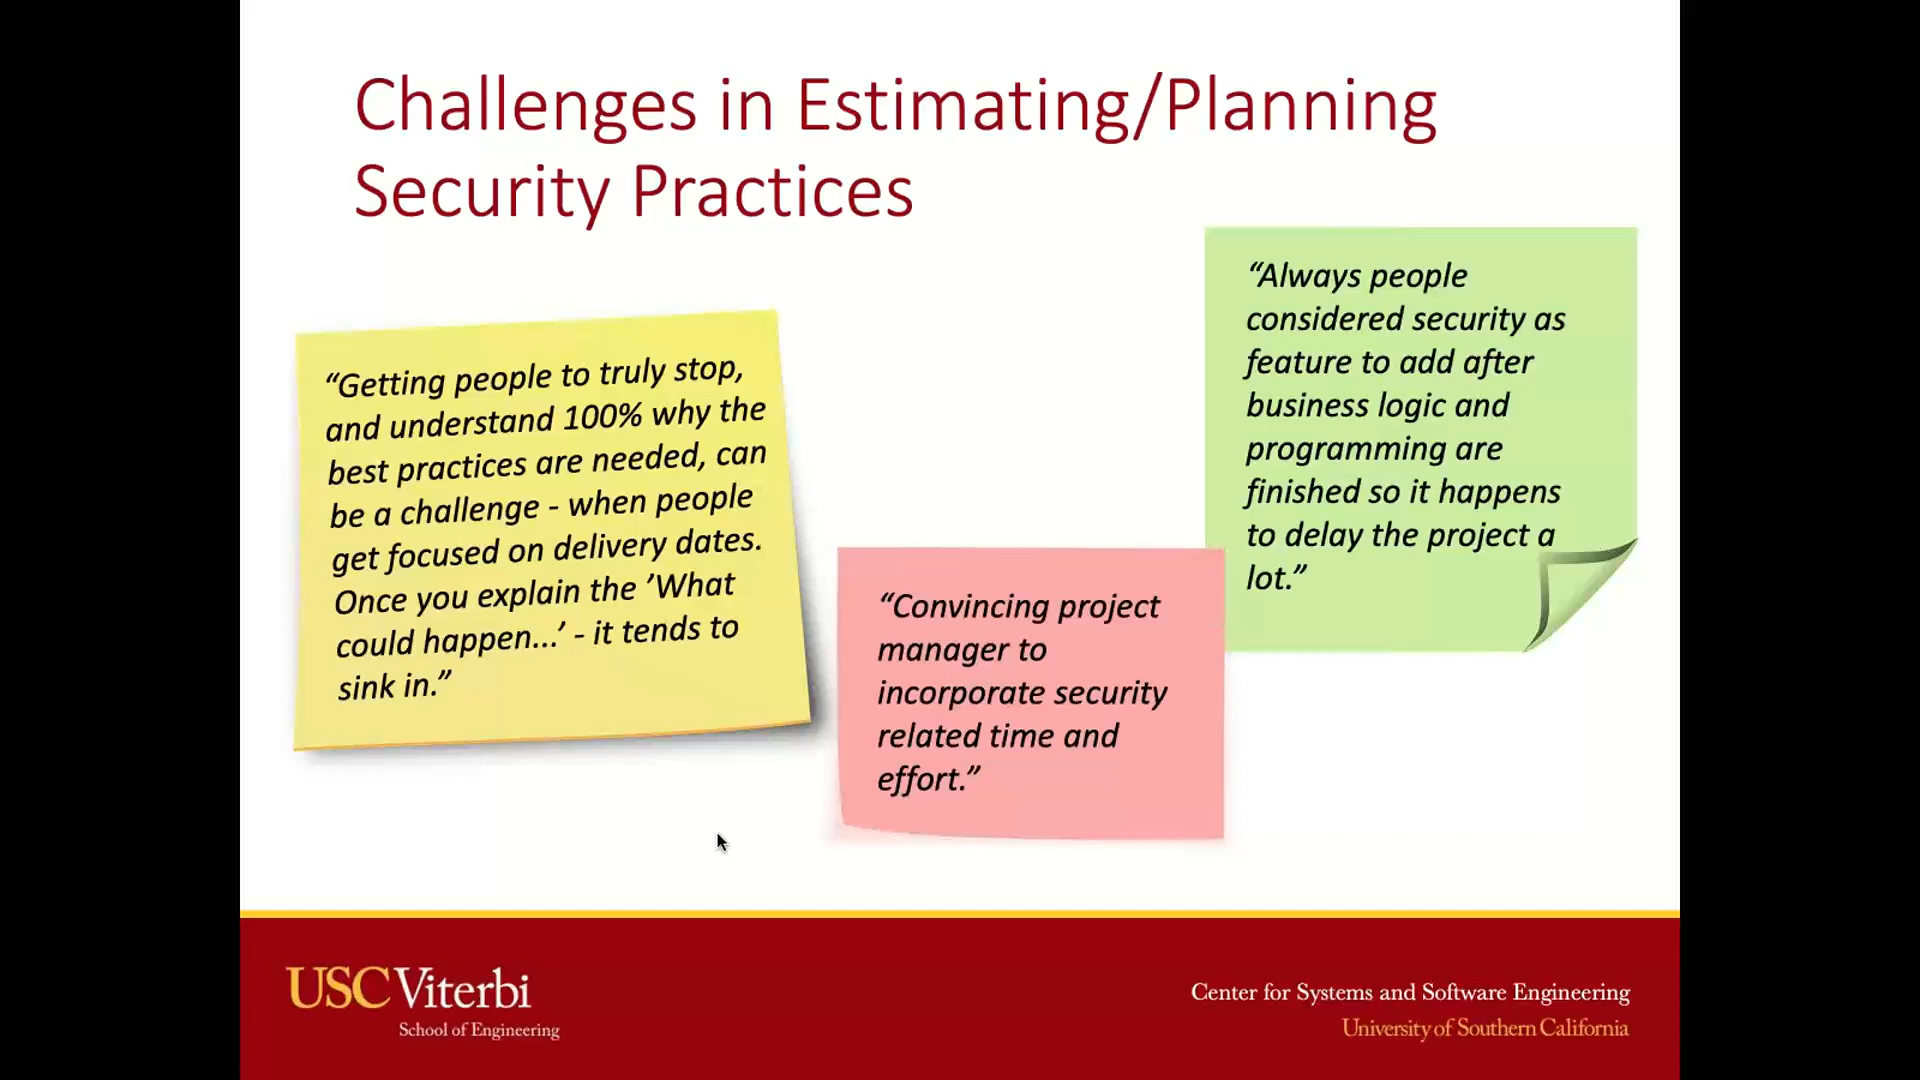 Challenges in Estimating/Planning
Security Practices
“Getting people to truly stop,
and understand 100% why the
best practices are needed, can
be a challenge - when people
get focused on delivery dates.
Once you explain the ’What
could happen...’ - it tends to
sink in.”
“Convincing project
manager to
incorporate security
related time and
effort.”
“Always people
considered security as
feature to add after
business logic and
programming are
finished so it happens
to delay the project a
lot.”
USC Viterbi
School of Engineering
Center for Systems and Software Engineering
University of Southern California